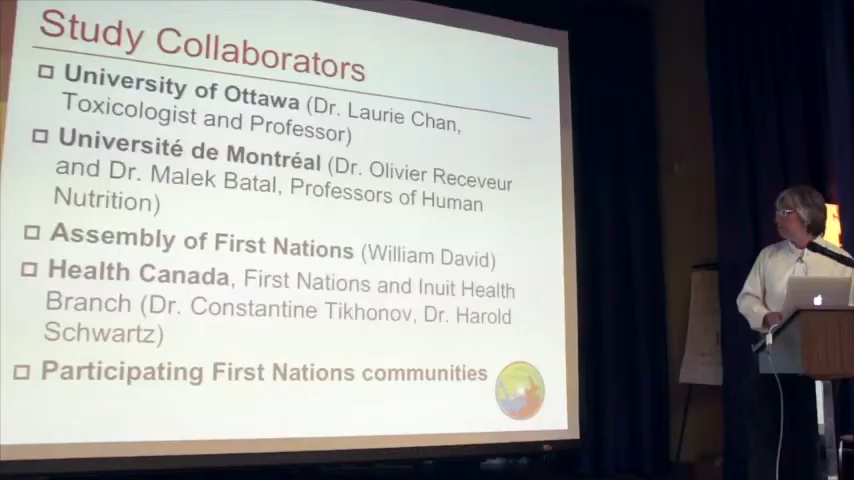 Study Collaborators
University of Ottawa (Dr. Laurie Chan,
Toxicologist and Professor)
Université de Montréal (Dr. Olivier Receveur
and Dr. Malek Batal, Professors of Human
Nutrition)
Assembly of First Nations (William David)
Health Canada, First Nations and Inuit Health
Branch (Dr. Constantine Tikhonov, Dr. Harold
Schwartz)
Participating First Nations communities